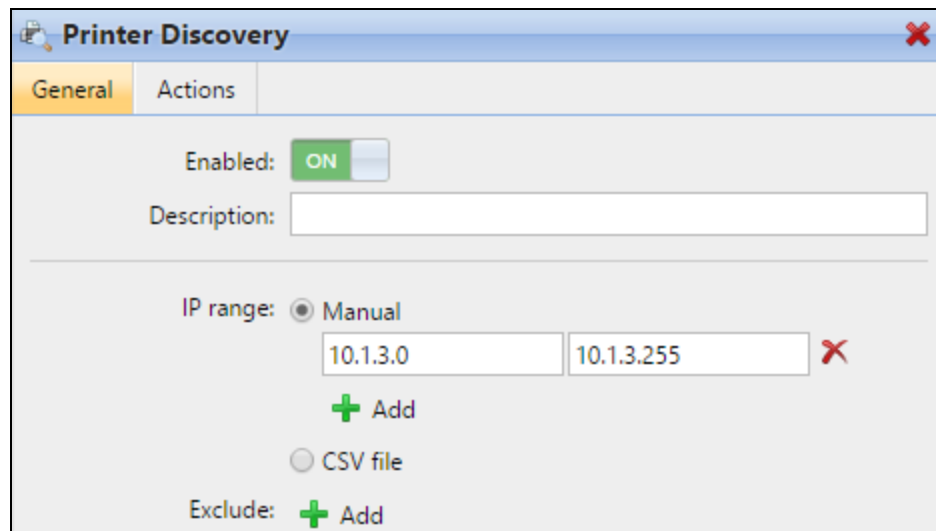 Printer Discovery
General Actions
Enabled: ON
Description:
IP range: Manual
10.1.3.0 10.1.3.255
Add
CSV file
Exclude: Add